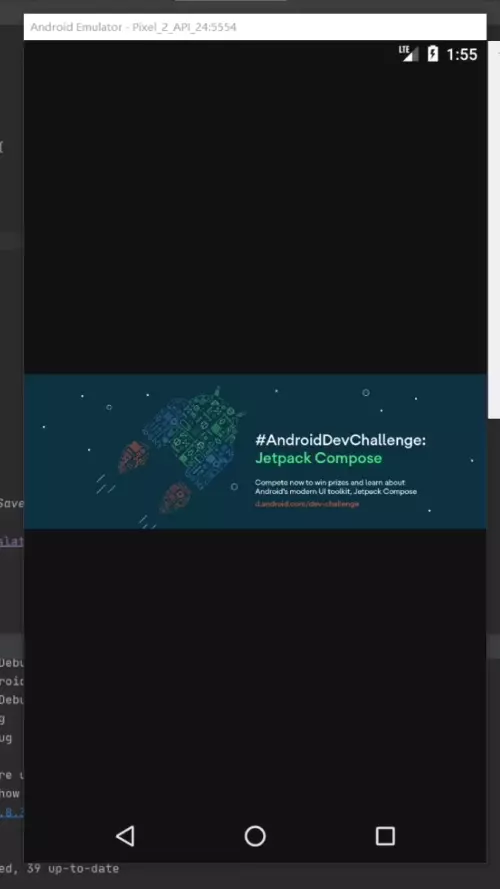 Android Emulator - Pixel_2_API_24:5554
LTE
1:55
#AndroidDevChallenge:
Jetpack Compose
Compete now to win prizes and learn about
Android's modern UI toolkit, Jetpack Compose
d.android.com/dev-challenge
Save
lat
Debu
roid
Debu
g
ug
re u
how
.8.
ed, 39 up-to-date